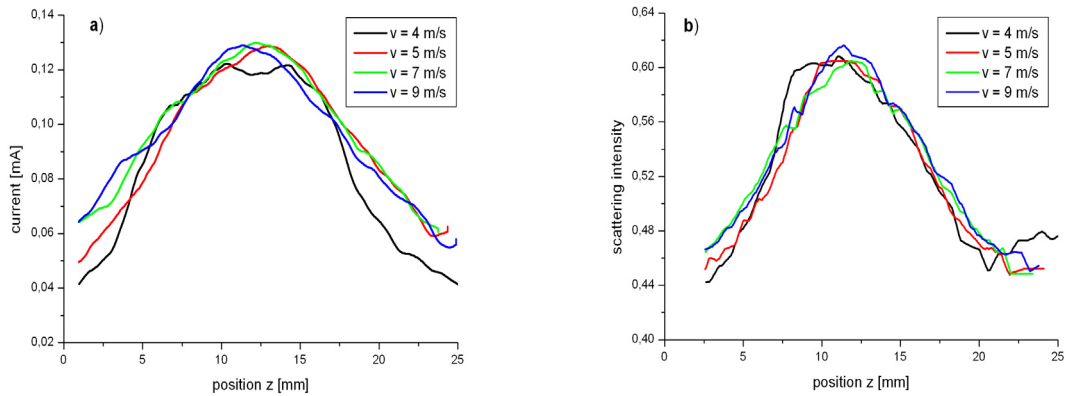 a)
v = 4 m/s
v = 5 m/s
v = 7 m/s
v = 9 m/s
current [mA]
0,14
0,12
0,10
0,08
0,06
0,04
0,02
0
5
10
15
20
25
position z [mm]
b)
v = 4 m/s
v = 5 m/s
v = 7 m/s
v = 9 m/s
scattering intensity
0,60
0,56
0,52
0,48
0,44
0,40
0
5
10
15
20
25
position z [mm]